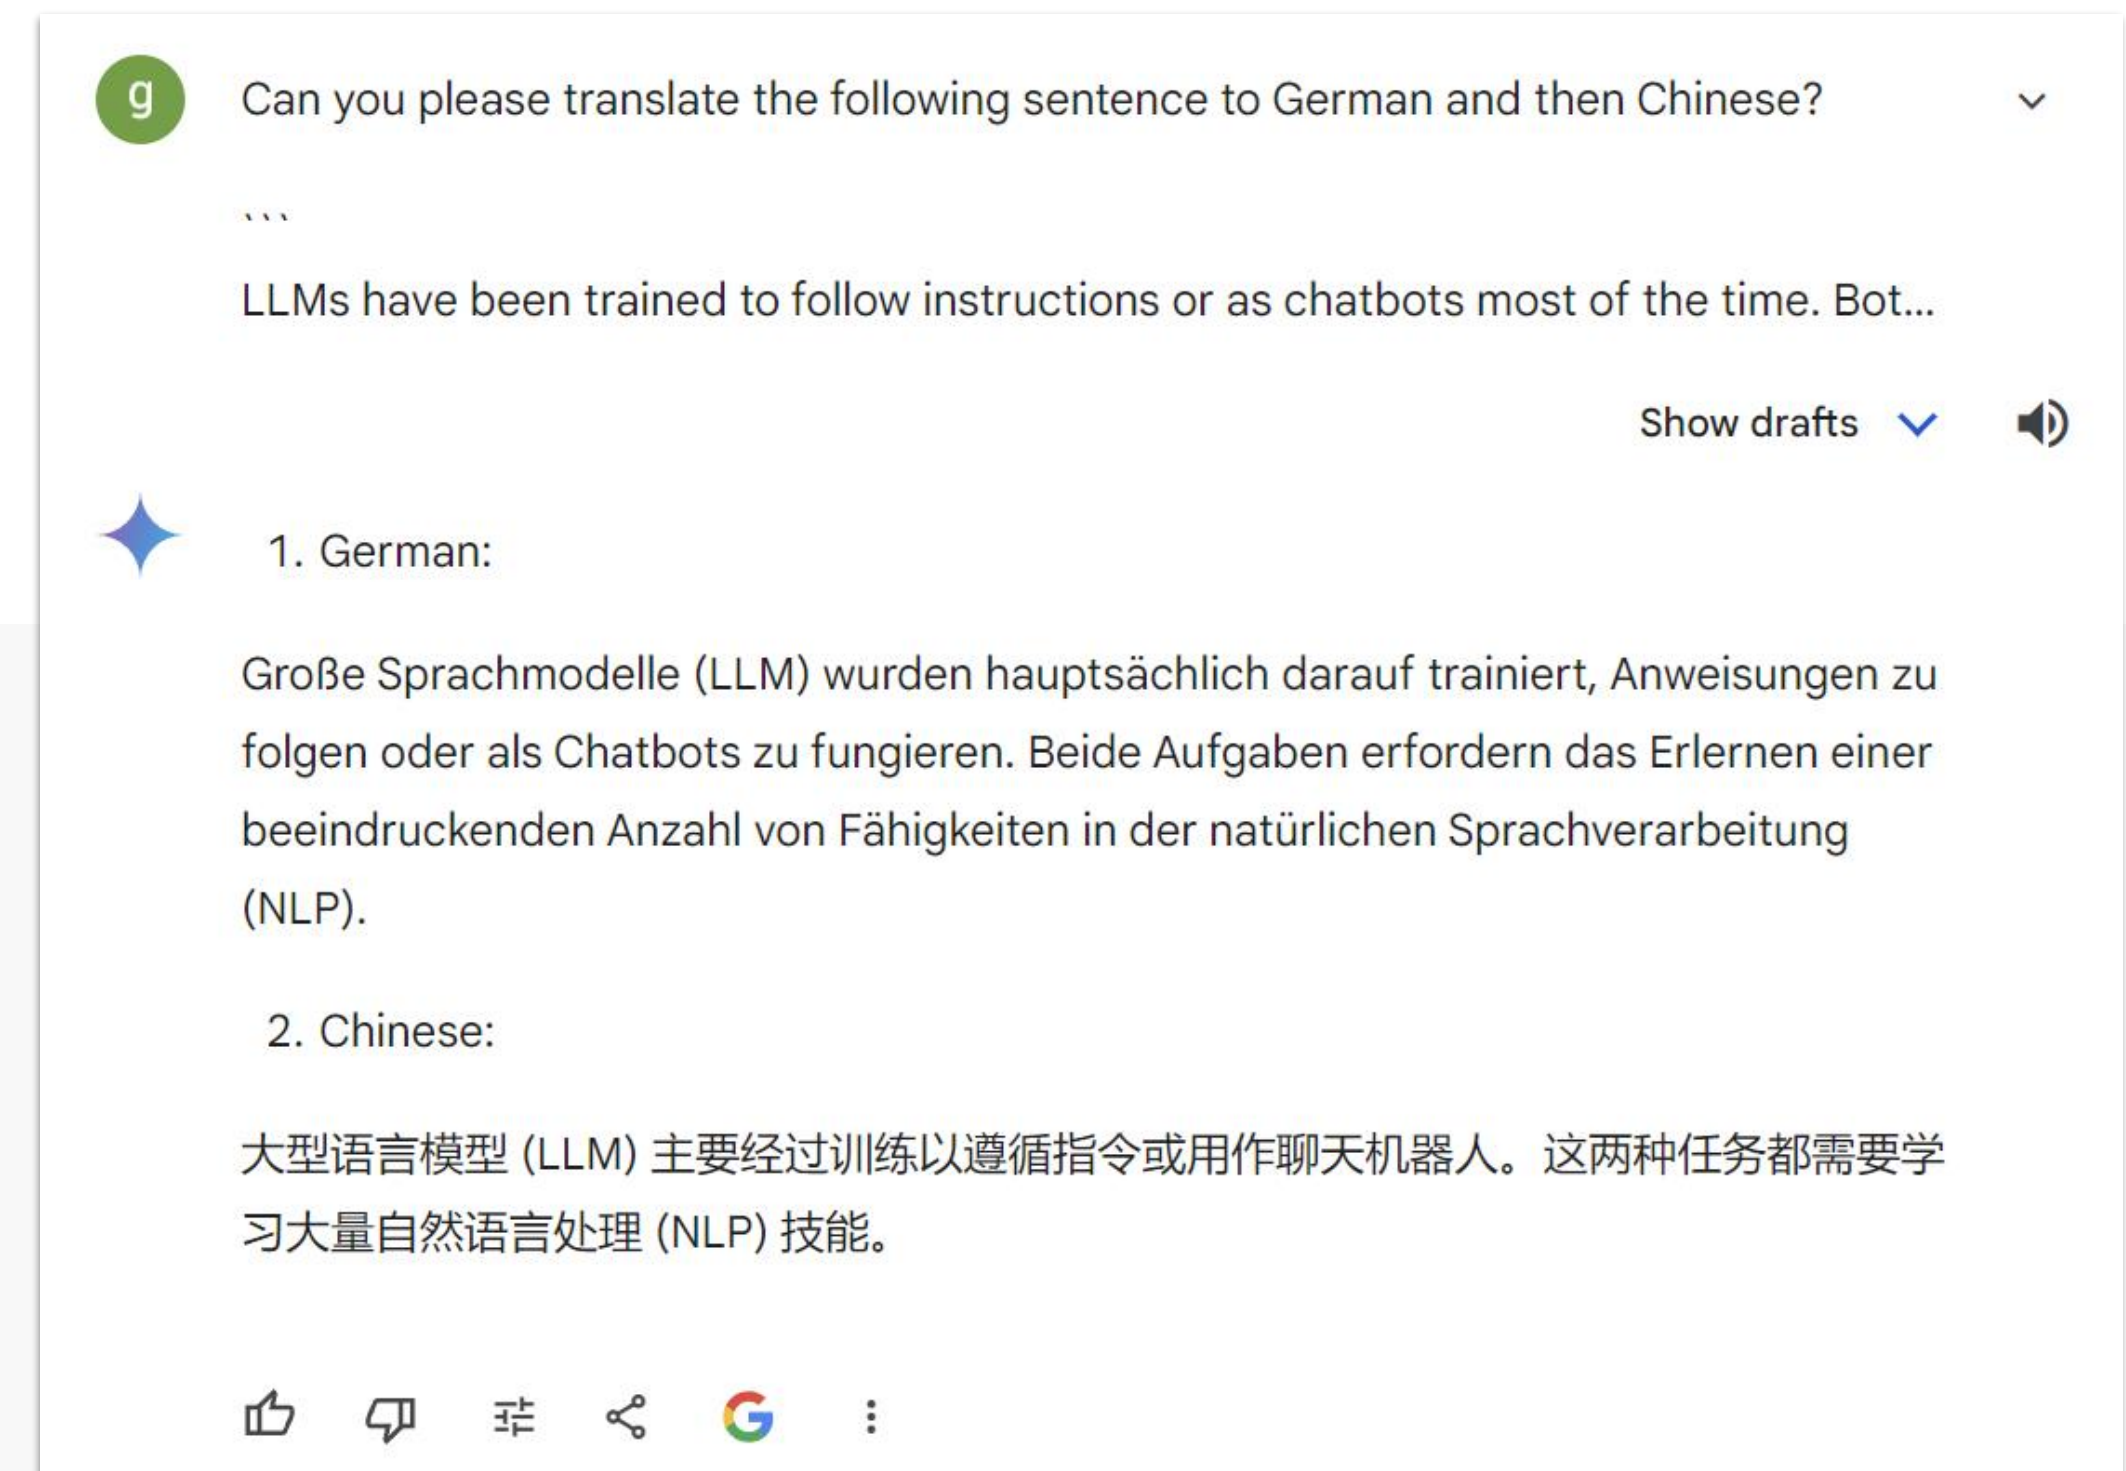 g
Can you please translate the following sentence to German and then Chinese?
```
LLMs have been trained to follow instructions or as chatbots most of the time. Bot...
Show drafts
1. German:
Große Sprachmodelle (LLM) wurden hauptsächlich darauf trainiert, Anweisungen zu
folgen oder als Chatbots zu fungieren. Beide Aufgaben erfordern das Erlernen einer
beeindruckenden Anzahl von Fähigkeiten in der natürlichen Sprachverarbeitung
(NLP).
2. Chinese:
大型语言模型 (LLM) 主要经过训练以遵循指令或用作聊天机器人。这两种任务都需要学
习大量自然语言处理 (NLP) 技能。
G